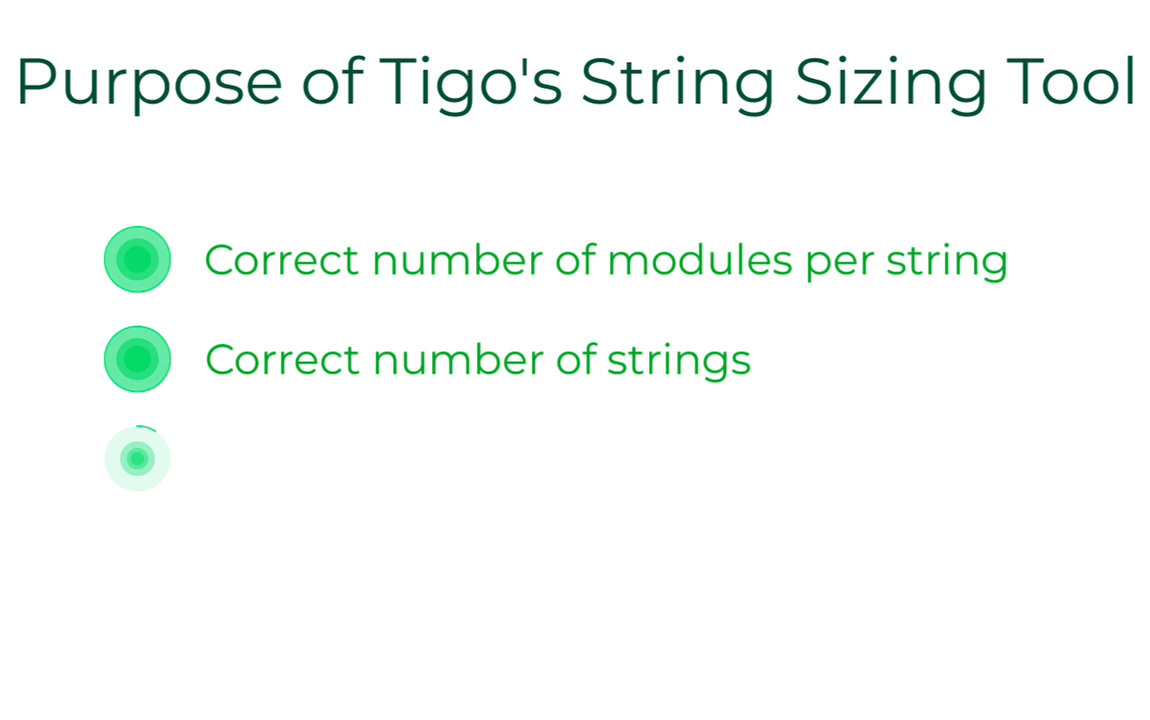 Purpose of Tigo's String Sizing Tool
Correct number of modules per string
Correct number of strings